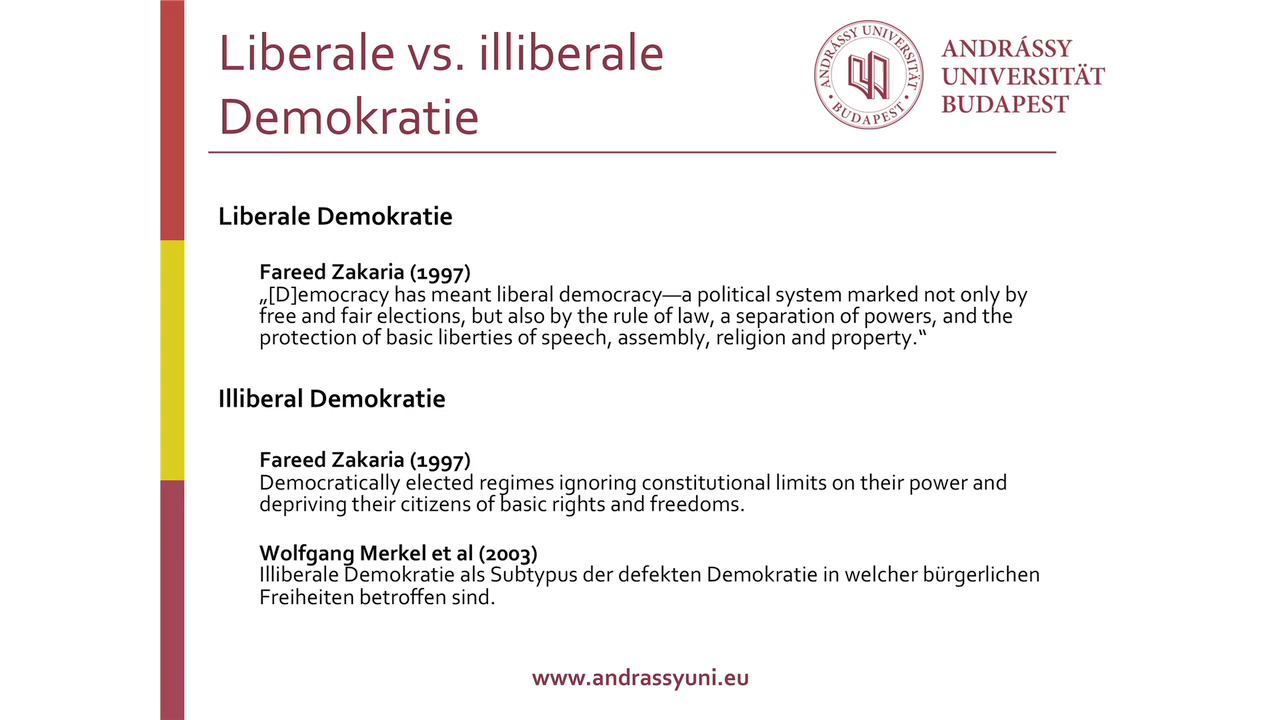 Liberale vs. illiberale
Demokratie
ANDRÁSSY UNIVERSITÄT • BUDAPEST •
ANDRÁSSY
UNIVERSITÄT
BUDAPEST
Liberale Demokratie
Fareed Zakaria (1997)
„[D]emocracy has meant liberal democracy—a political system marked not only by
free and fair elections, but also by the rule of law, a separation of powers, and the
protection of basic liberties of speech, assembly, religion and property.“
Illiberal Demokratie
Fareed Zakaria (1997)
Democratically elected regimes ignoring constitutional limits on their power and
depriving their citizens of basic rights and freedoms.
Wolfgang Merkel et al (2003)
Illiberale Demokratie als Subtypus der defekten Demokratie in welcher bürgerlichen
Freiheiten betroffen sind.
www.andrassyuni.eu